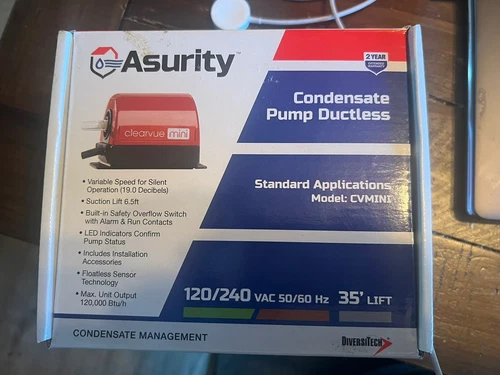 Asurity™
2 YEAR
Condensate
Pump Ductless
clearvue mini
• Variable Speed for Silent
Operation (19.0 Decibels)
• Suction Lift 6.5ft
• Built-in Safety Overflow Switch
with Alarm & Run Contacts
• LED Indicators Confirm
Pump Status
• Includes Installation
Accessories
• Floatless Sensor
Technology
• Max. Unit Output
120,000 Btu/h
Standard Applications
Model: CVMINI
120/240 VAC 50/60 Hz 35' LIFT
CONDENSATE MANAGEMENT
DIVERSITECH